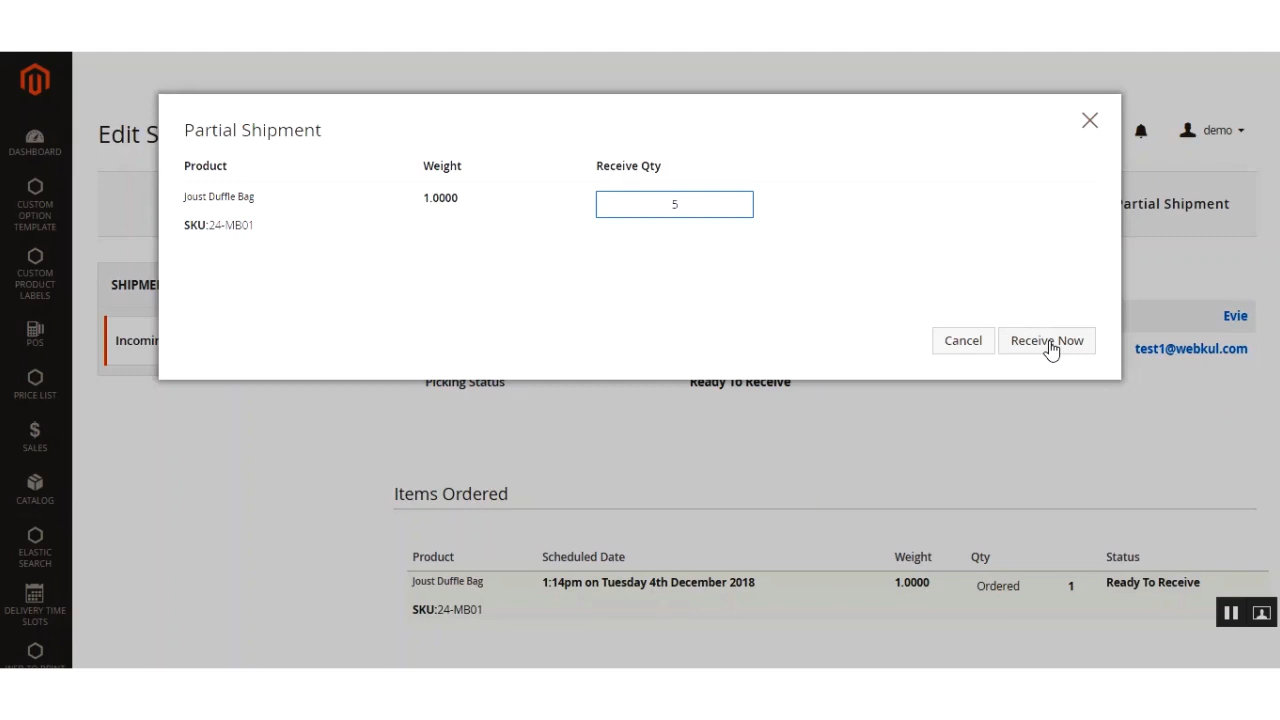 Edit S
demo
Partial Shipment
Product Weight Receive Qty
Joust Duffle Bag 1.0000 5
SKU:24-MB01
Cancel Receive Now
artial Shipment
DASHBOARD
CUSTOM
OPTION
TEMPLATE
CUSTOM
PRODUCT
LABELS
POS
PRICE LIST
SALES
CATALOG
ELASTIC
SEARCH
DELIVERY TIME
SLOTS
WEB TO PRINT
SHIPME
Incomin
Evie
test1@webkul.com
Picking Status Ready To Receive
Items Ordered
Product Scheduled Date Weight Qty Status
Joust Duffle Bag 1:14pm on Tuesday 4th December 2018 1.0000 Ordered 1 Ready To Receive
SKU:24-MB01